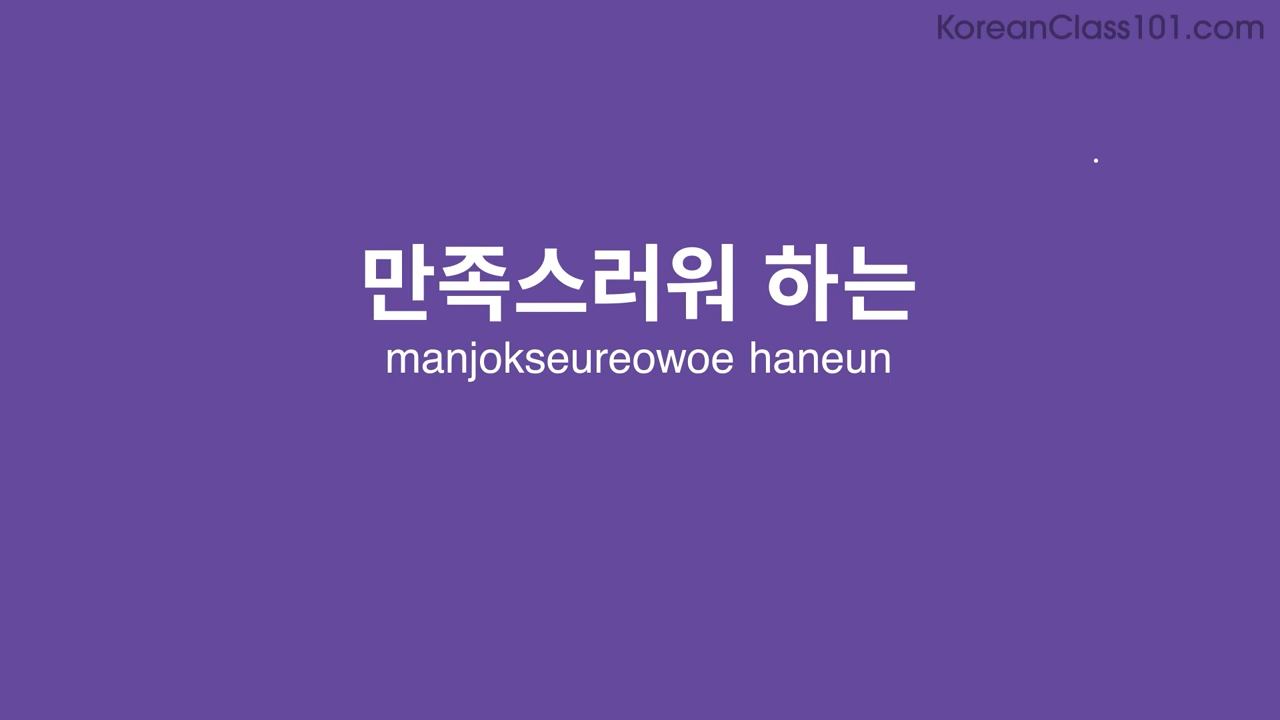 KoreanClass101.com
만족스러워 하는
manjokseureowoe haneun